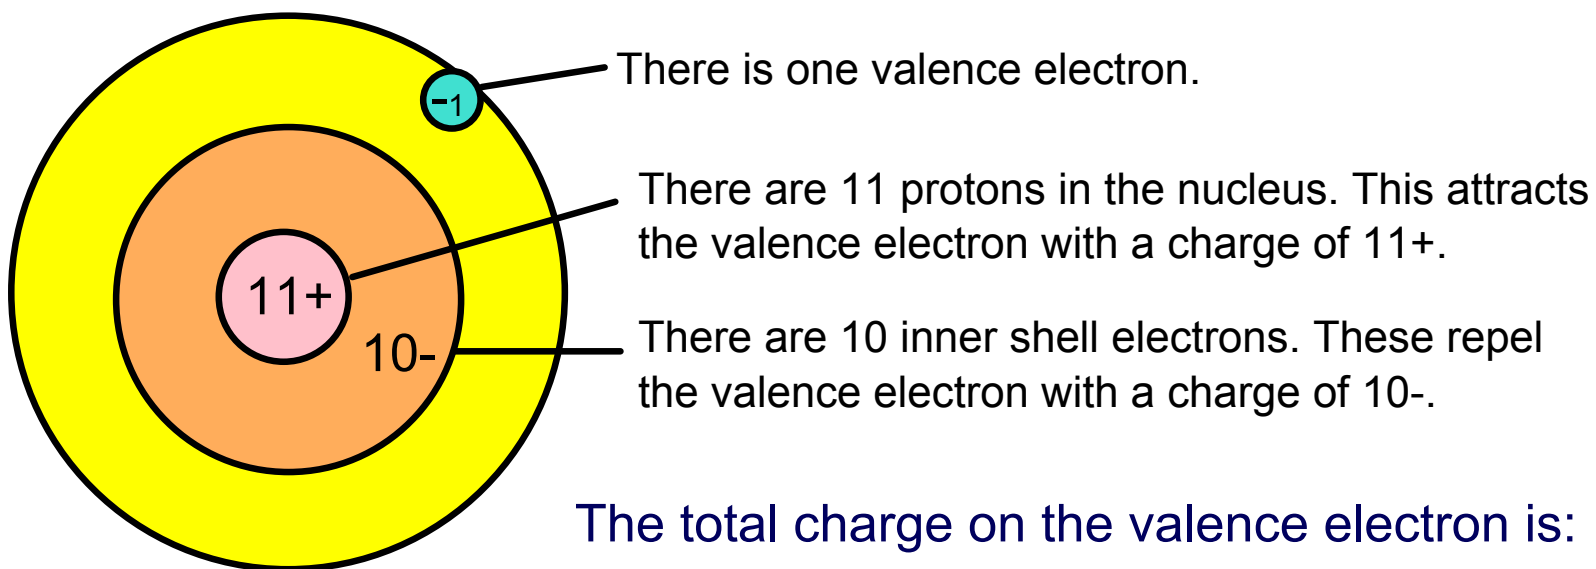 There is one valence electron.
-1
There are 11 protons in the nucleus. This attracts
the valence electron with a charge of 11+.
11+
There are 10 inner shell electrons. These repel
10-
the valence electron with a charge of 10-.
The total charge on the valence electron is: